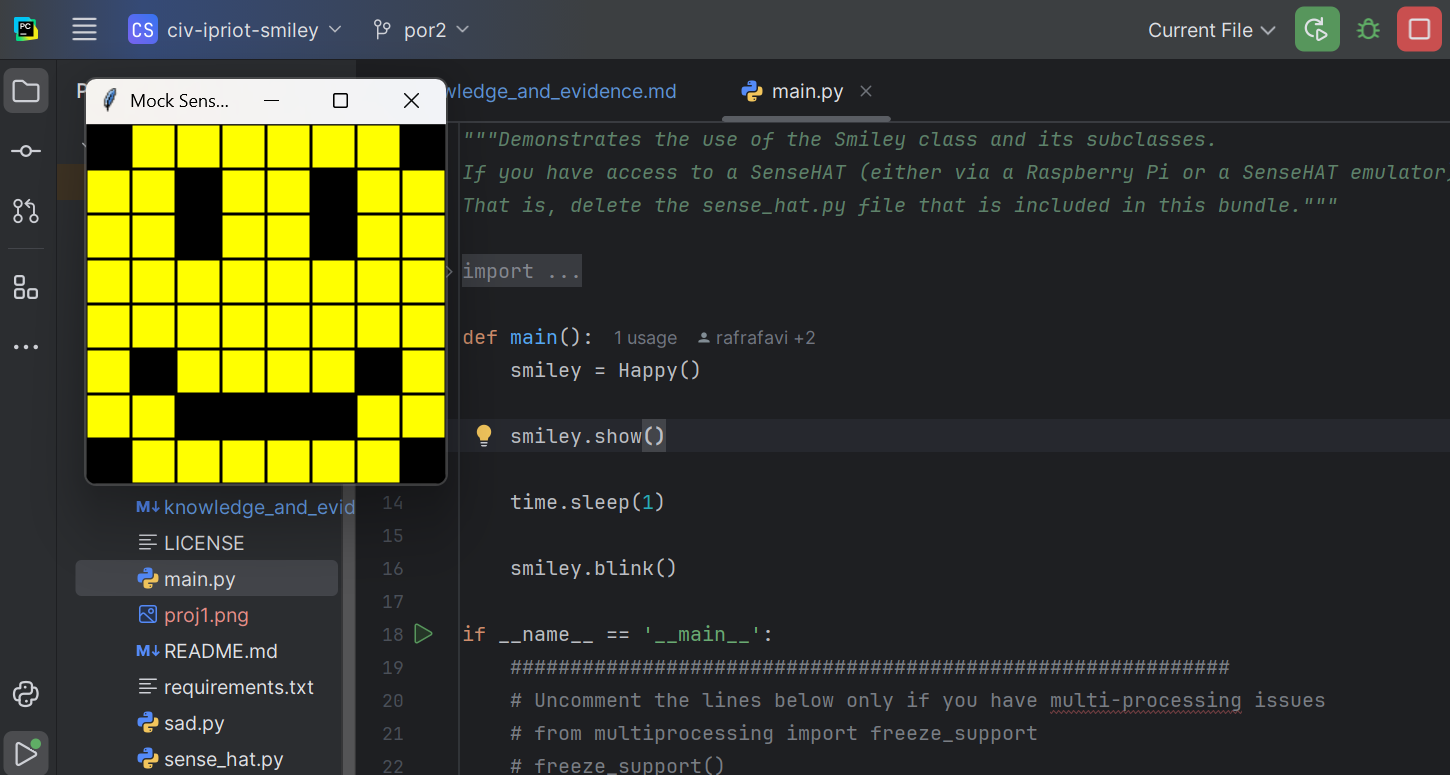 PC
CS civ-ipriot-smiley por2 Current File
P
Mock Sens...
wledge_and_evidence.md main.py
"""Demonstrates the use of the Smiley class and its subclasses.
If you have access to a SenseHAT (either via a Raspberry Pi or a SenseHAT emulator)
That is, delete the sense_hat.py file that is included in this bundle."""
import ...
def main(): 1 usage rafrafavi +2
smiley = Happy()
smiley.show()
14 time.sleep(1)
15
16 smiley.blink()
17
18 if __name__ == '__main__':
19 ############################################################
20 # Uncomment the lines below only if you have multi-processing issues
21 # from multiprocessing import freeze_support
22 # freeze_support()
M↓ knowledge_and_evid
LICENSE
main.py
proj1.png
M↓ README.md
requirements.txt
sad.py
sense_hat.py